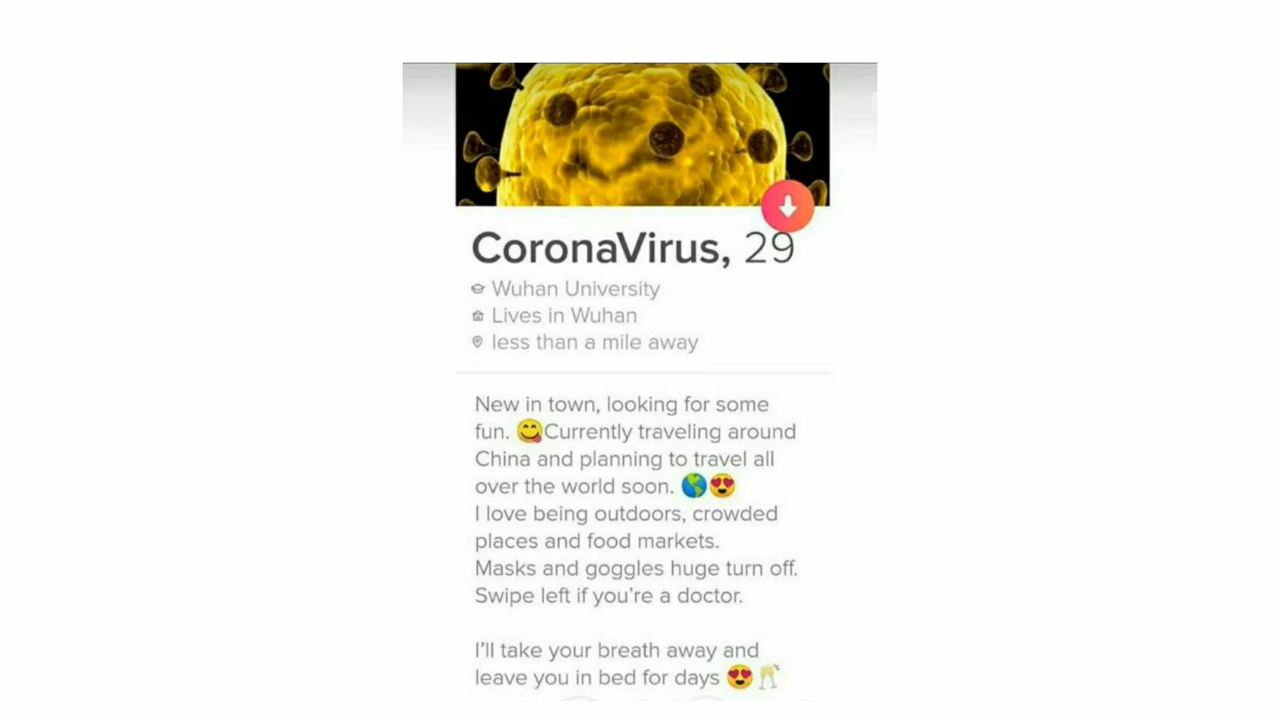 CoronaVirus, 29
Wuhan University
Lives in Wuhan
less than a mile away
New in town, looking for some
fun. 😋Currently traveling around
China and planning to travel all
over the world soon. 🌎😍
I love being outdoors, crowded
places and food markets.
Masks and goggles huge turn off.
Swipe left if you're a doctor.
I'll take your breath away and
leave you in bed for days 😍🥂